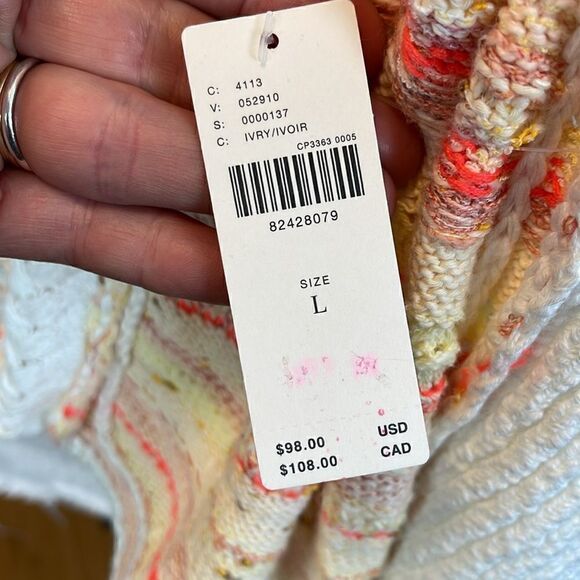 C: 4113
V: 052910
S: 0000137
C: IVRY/IVOIR
CP3363 0005
82428079
SIZE
L
$98.00 USD
$108.00 CAD